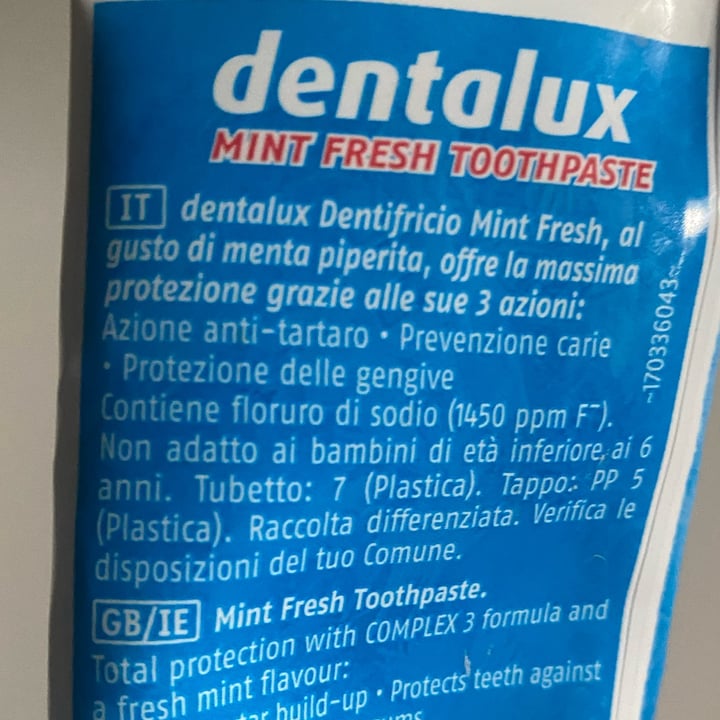 dentalux
MINT FRESH TOOTHPASTE
IT dentalux Dentifricio Mint Fresh, al
gusto di menta piperita, offre la massima
protezione grazie alle sue 3 azioni:
Azione anti-tartaro • Prevenzione carie
• Protezione delle gengive
Contiene floruro di sodio (1450 ppm F⁻).
Non adatto ai bambini di età inferiore ai 6
anni. Tubetto: 7 (Plastica). Tappo: PP 5
(Plastica). Raccolta differenziata. Verifica le
disposizioni del tuo Comune.
GB/IE Mint Fresh Toothpaste.
Total protection with COMPLEX 3 formula and
a fresh mint flavour:
build-up • Protects teeth against
~170336043~